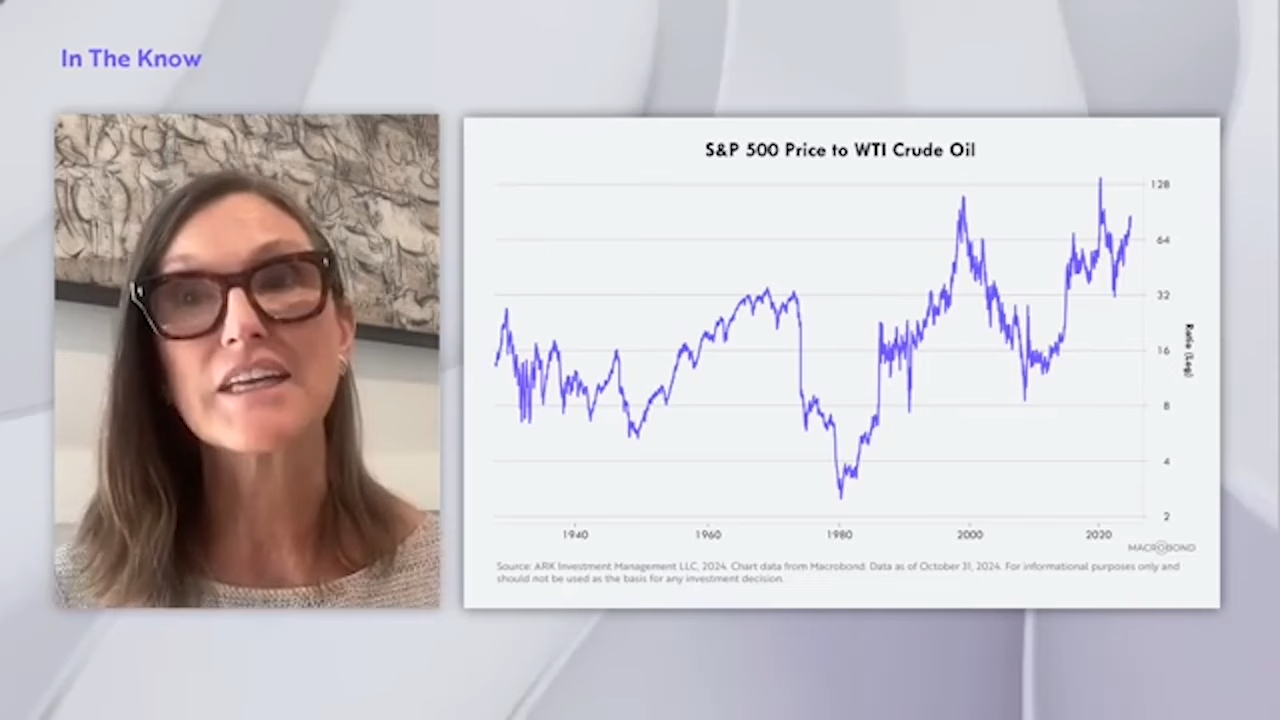 In The Know
S&P 500 Price to WTI Crude Oil
128
64
32
16
8
4
2
Ratio (Log)
1940 1960 1980 2000 2020
MACROBOND
Source: ARK Investment Management LLC, 2024. Chart data from Macrobond. Data as of October 31, 2024. For informational purposes only and
should not be used as the basis for any investment decision.